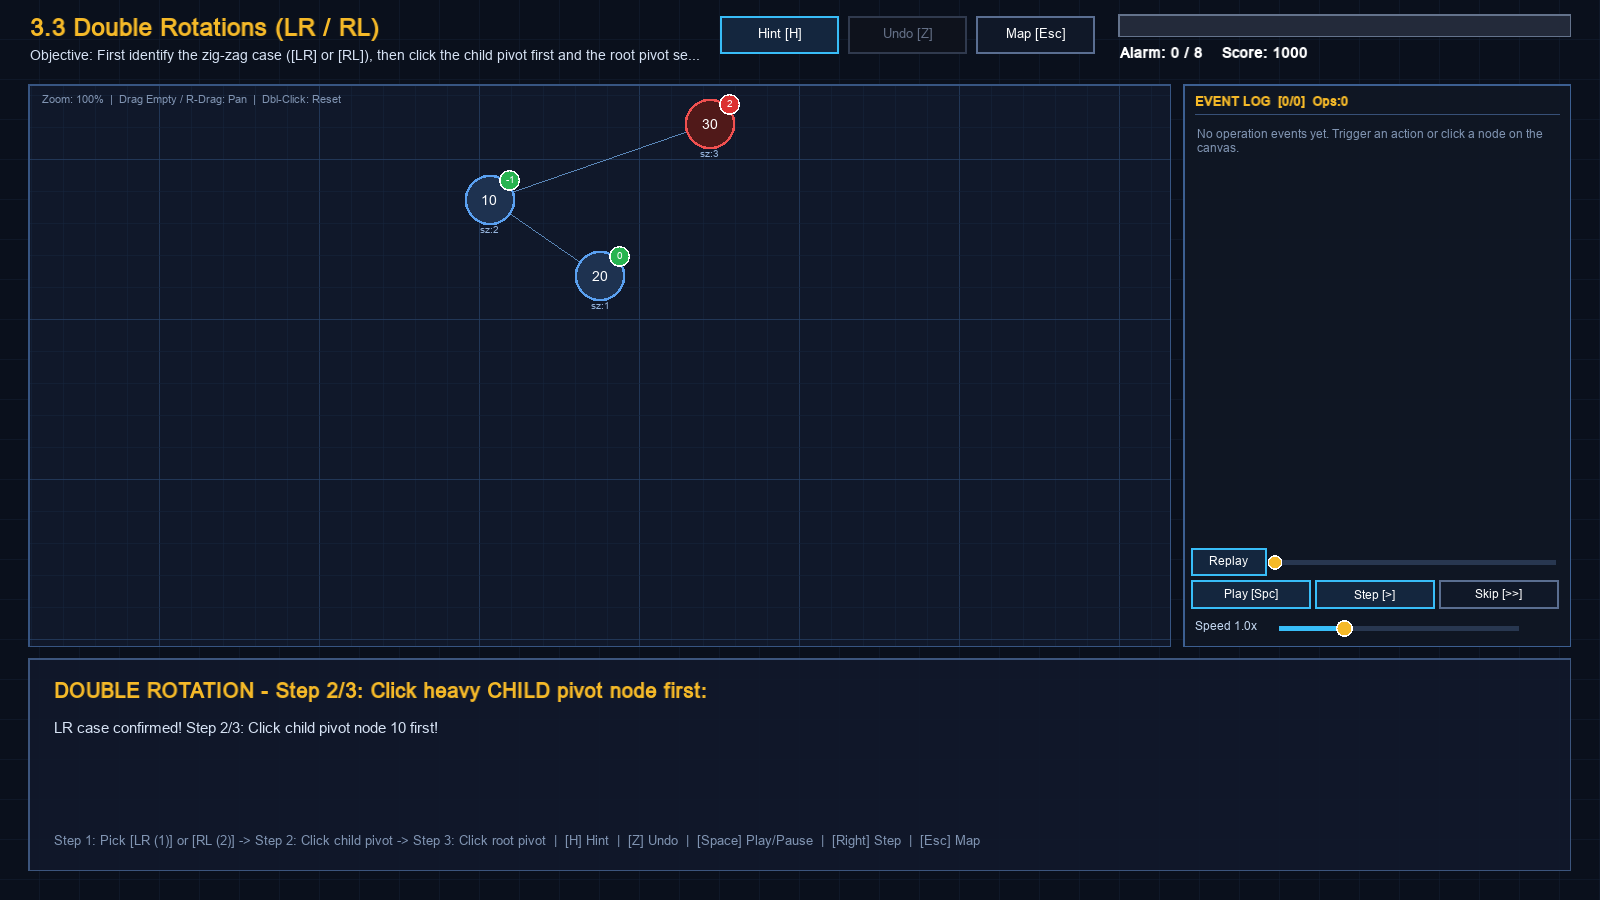 3.3 Double Rotations (LR / RL)
Objective: First identify the zig-zag case ([LR] or [RL]), then click the child pivot first and the root pivot se...
Hint [H]
Undo [Z]
Map [Esc]
Alarm: 0 / 8
Score: 1000
Zoom: 100%  |  Drag Empty / R-Drag: Pan  |  Dbl-Click: Reset
2
30
sz:3
-1
10
sz:2
0
20
sz:1
EVENT LOG  [0/0]  Ops:0
No operation events yet. Trigger an action or click a node on the
canvas.
Replay
Play [Spc]
Step [>]
Skip [>>]
Speed 1.0x
DOUBLE ROTATION - Step 2/3: Click heavy CHILD pivot node first:
LR case confirmed! Step 2/3: Click child pivot node 10 first!
Step 1: Pick [LR (1)] or [RL (2)] -> Step 2: Click child pivot -> Step 3: Click root pivot  |  [H] Hint  |  [Z] Undo  |  [Space] Play/Pause  |  [Right] Step  |  [Esc] Map